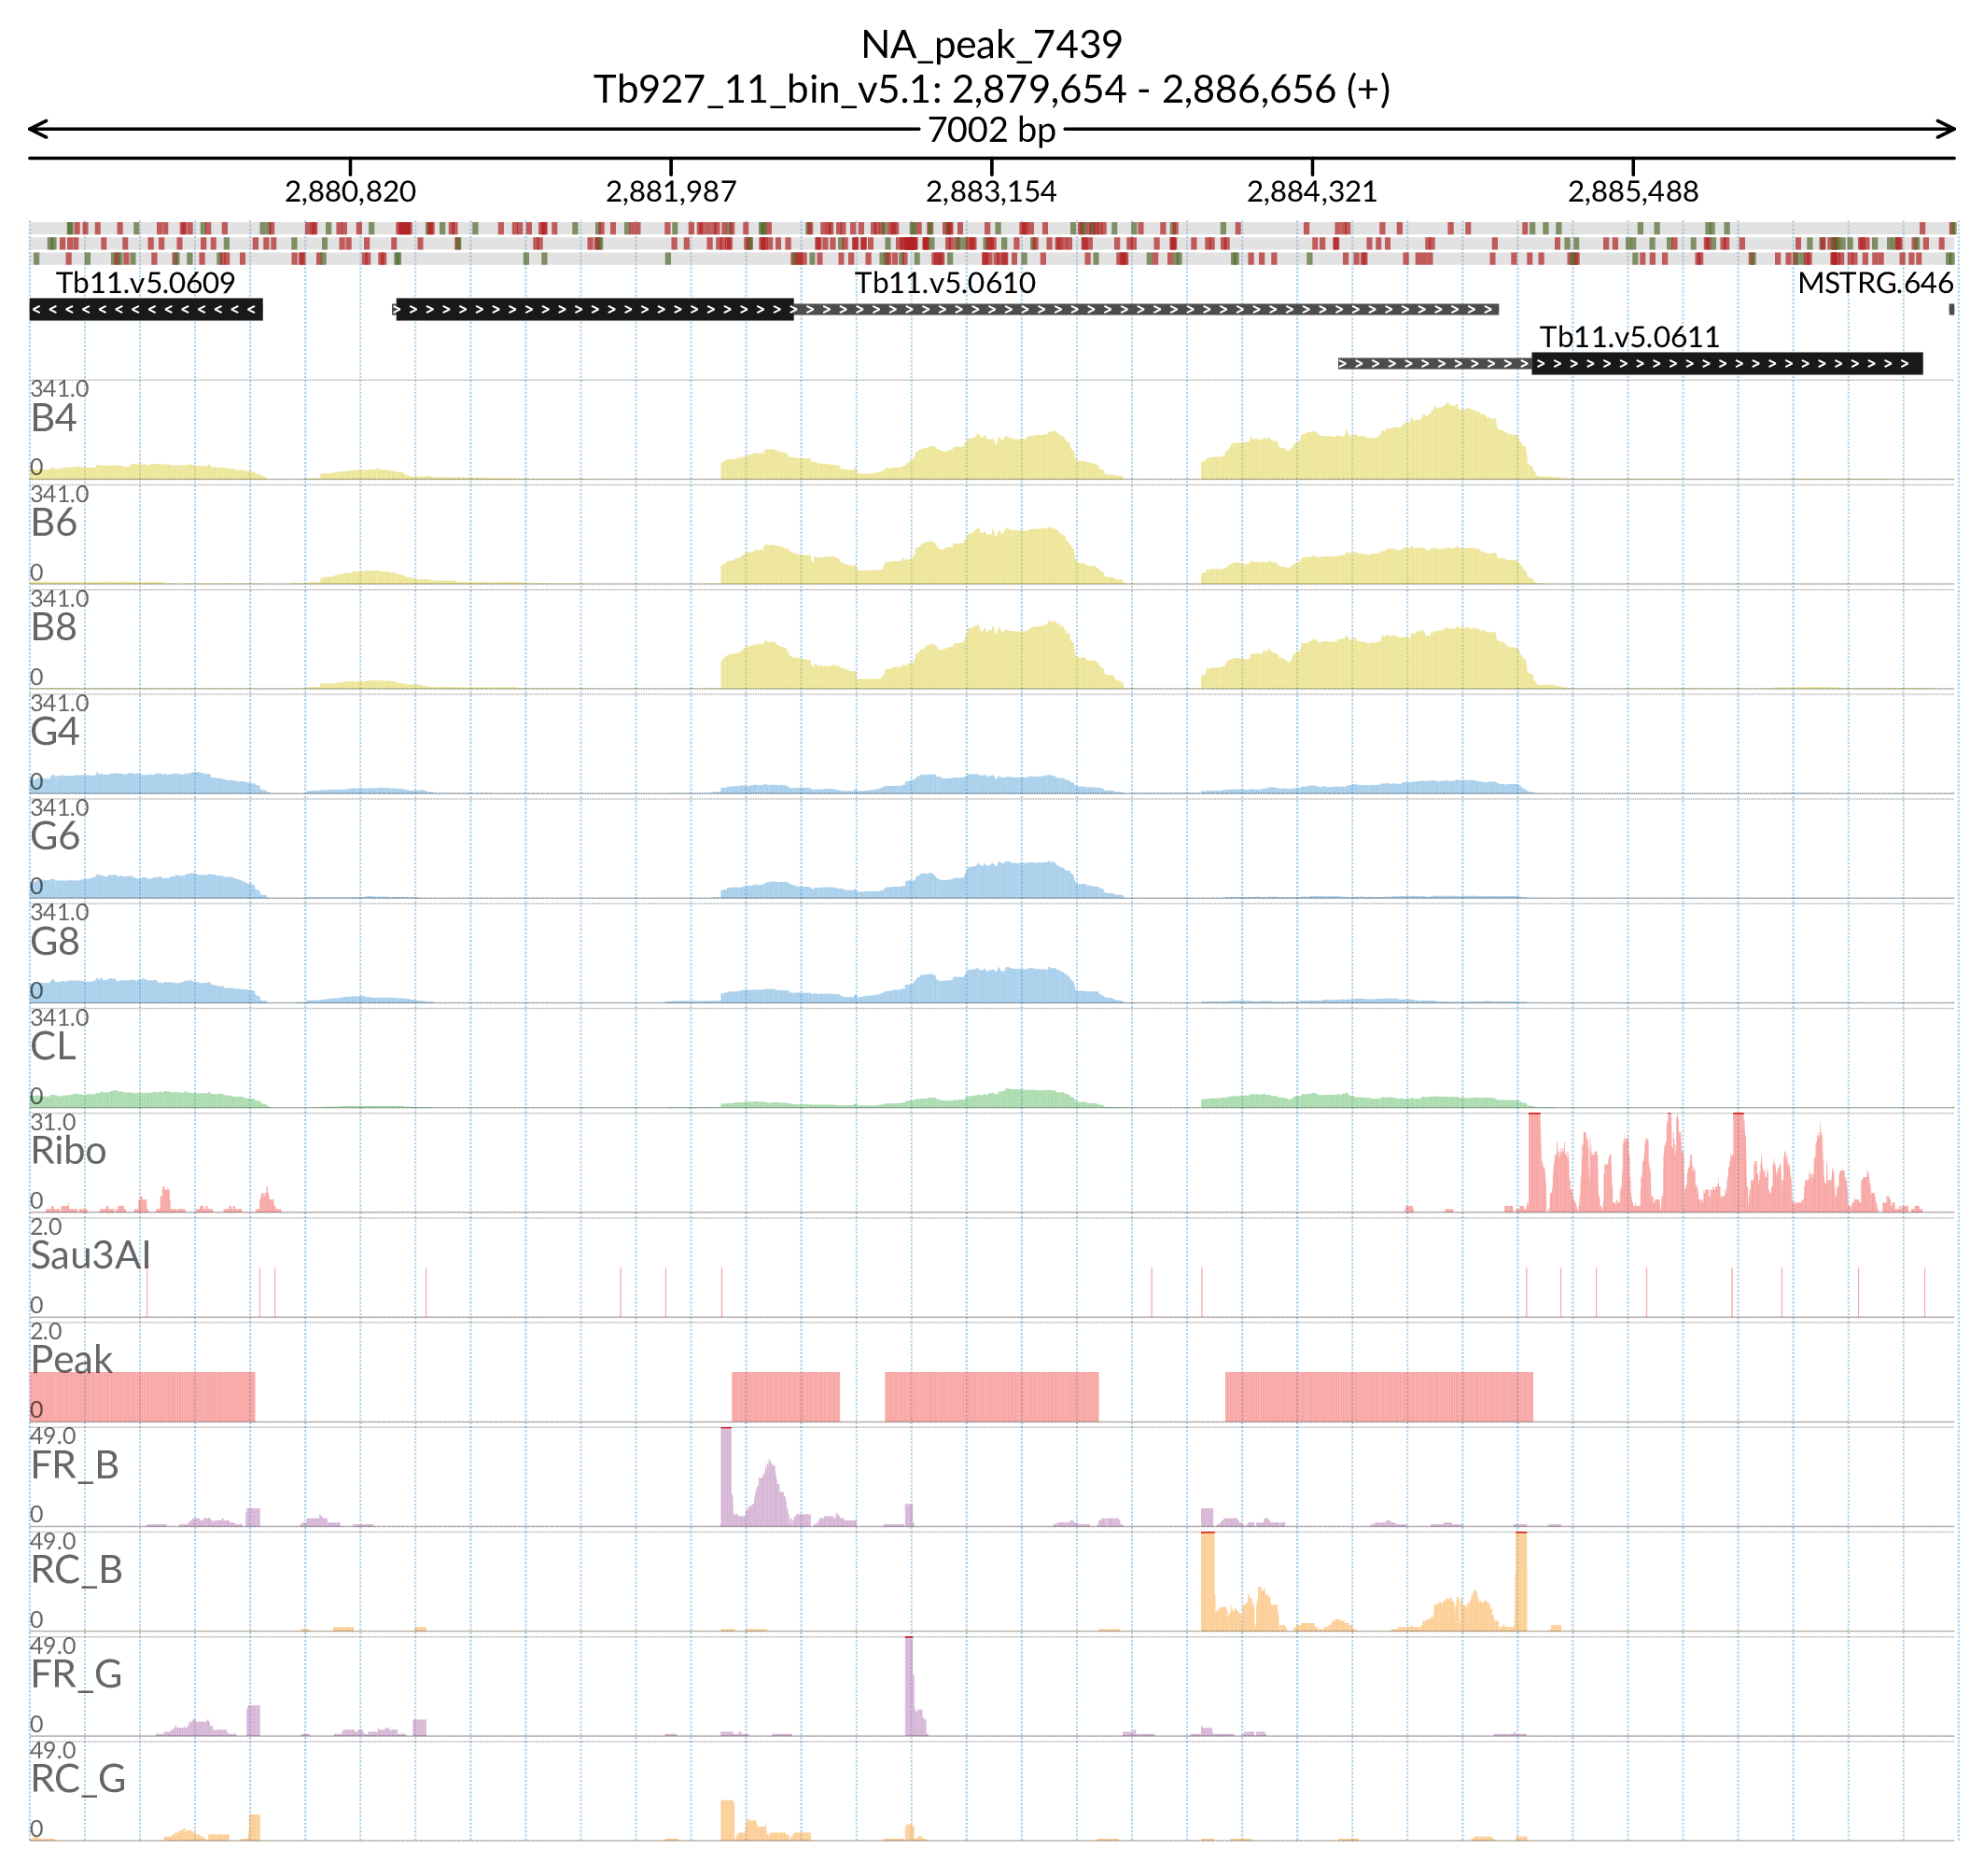 NA_peak_7439
Tb927_11_bin_v5.1: 2,879,654 - 2,886,656 (+)
7002 bp
2,880,820 2,881,987 2,883,154 2,884,321 2,885,488
Tb11.v5.0609 Tb11.v5.0610 MSTRG.646
Tb11.v5.0611
341.0
B4
0
341.0
B6
0
341.0
B8
0
341.0
G4
0
341.0
G6
0
341.0
G8
0
341.0
CL
0
31.0
Ribo
0
2.0
Sau3AI
0
2.0
Peak
0
49.0
FR_B
0
49.0
RC_B
0
49.0
FR_G
0
49.0
RC_G
0